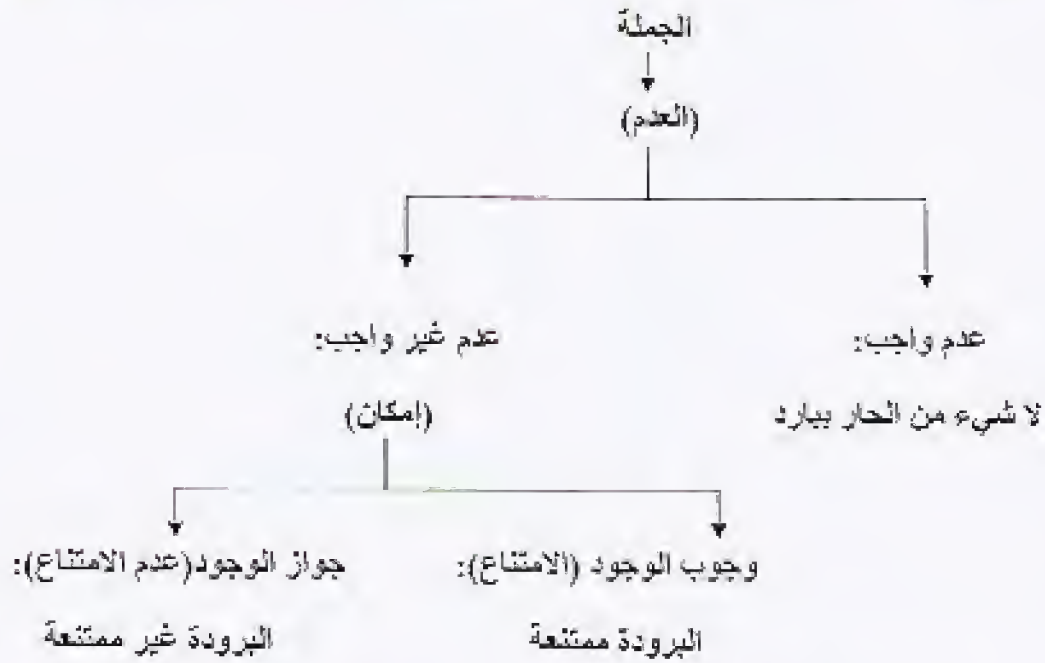 الجملة
(العدم)
عدم واجب:
لا شيء من الحار ببارد
عدم غير واجب:
(إمكان)
وجوب الوجود (الامتناع):
البرودة ممتنعة
جواز الوجود(عدم الامتناع):
البرودة غير ممتنعة